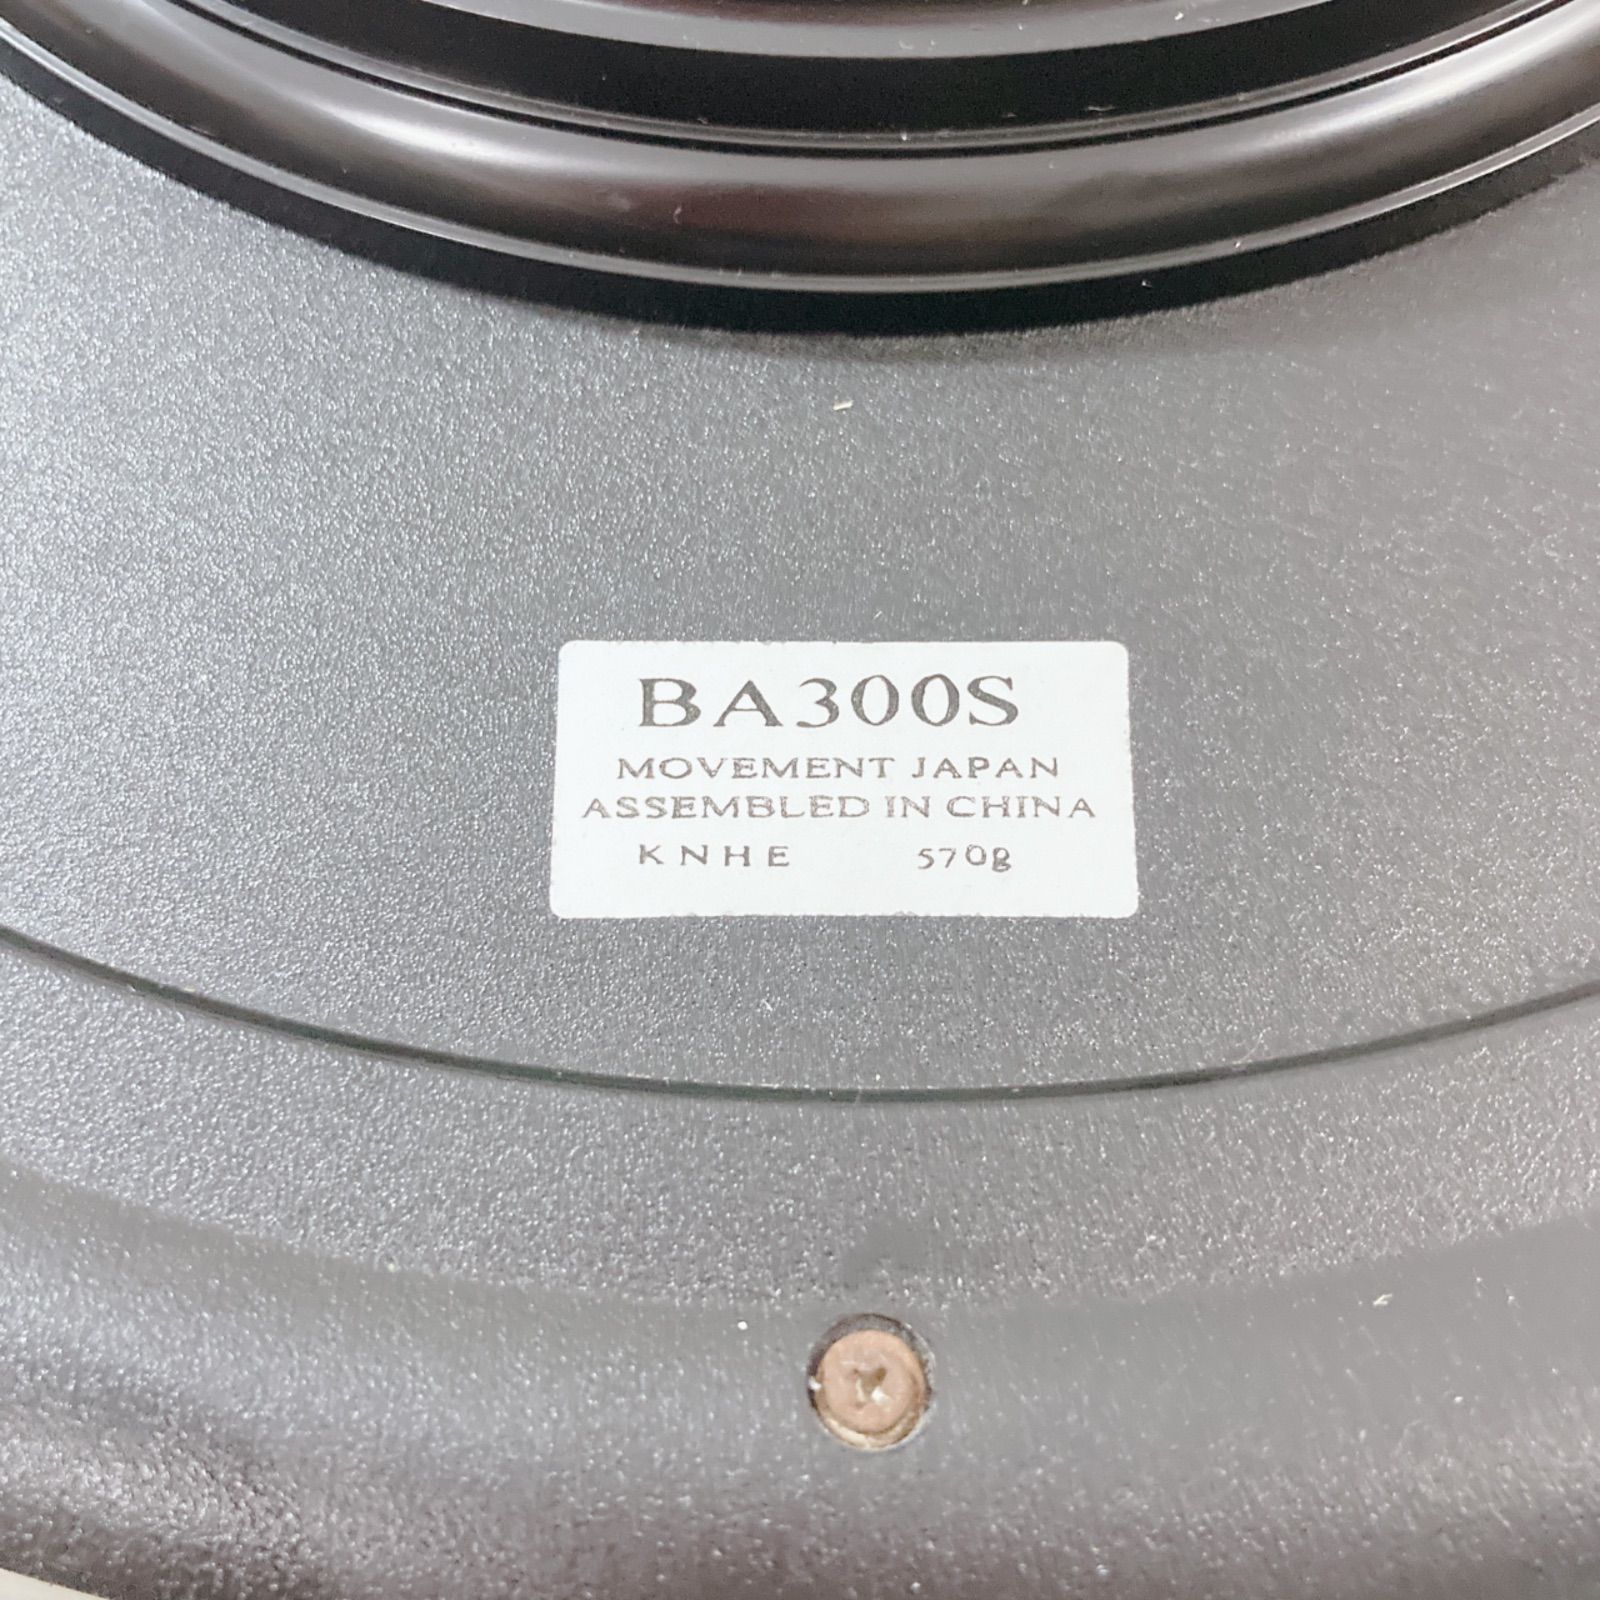 BA300S
MOVEMENT JAPAN
ASSEMBLED IN CHINA
KNHE 570g